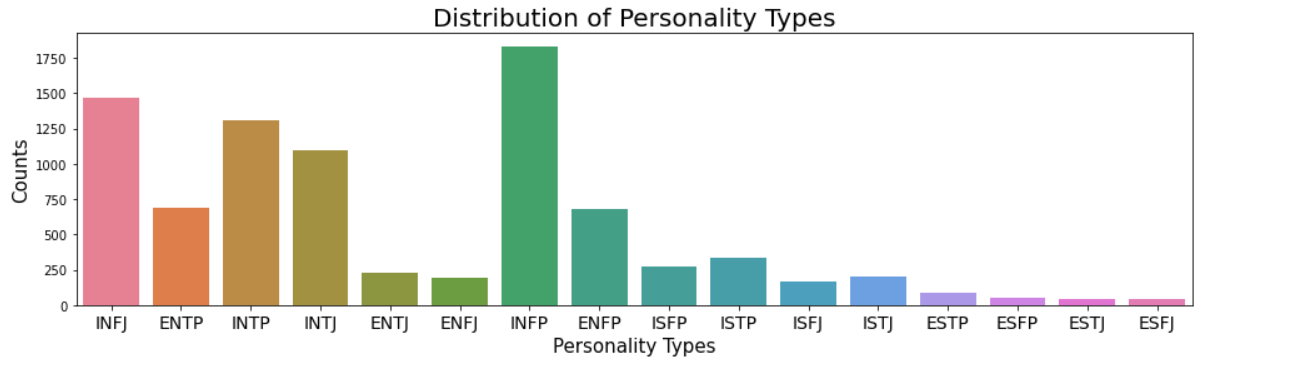 Distribution of Personality Types
Counts
1750
1500
1250
1000
750
500
250
0
INFJ ENTP INTP INTJ ENTJ ENFJ INFP ENFP ISFP ISTP ISFJ ISTJ ESTP ESFP ESTJ ESFJ
Personality Types